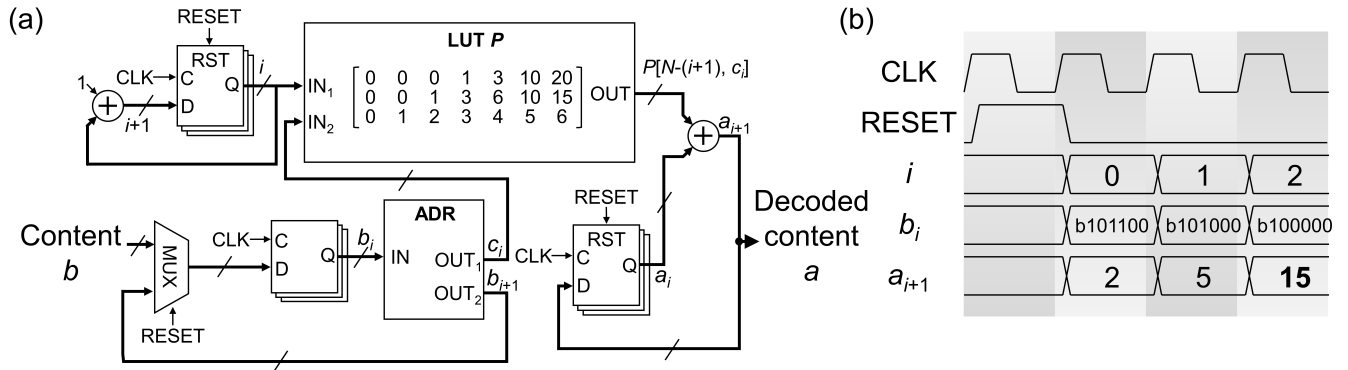 (a)
RESET
RST
CLK
C
D
Q
i
1
+
i+1
LUT P
IN1
IN2
0 0 0 1 3 10 20
0 0 1 3 6 10 15
0 1 2 3 4 5 6
OUT
P[N-(i+1), ci]
+
ai+1
Content
b
MUX
RESET
CLK
C
D
Q
bi
ADR
IN
OUT1
OUT2
ci
bi+1
RESET
RST
CLK
C
D
Q
ai
Decoded
content
a
(b)
CLK
RESET
i 0 1 2
bi b101100 b101000 b100000
ai+1 2 5 15